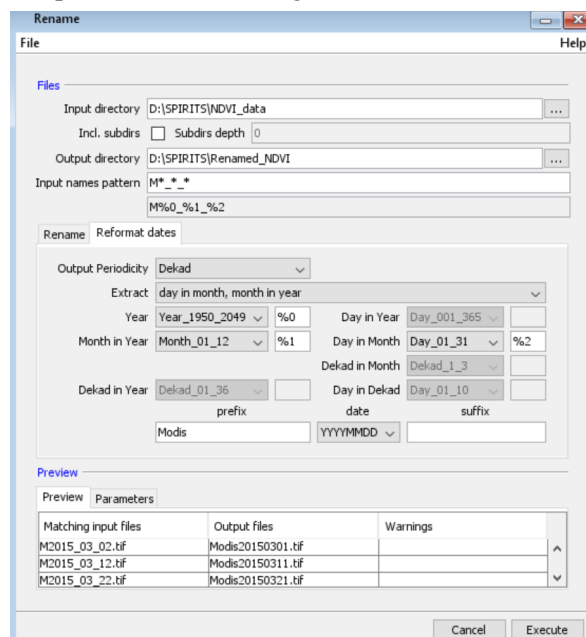 Rename
File Help
Files
Input directory D:\SPIRITS\NDVI_data ...
Incl. subdirs Subdirs depth 0
Output directory D:\SPIRITS\Renamed_NDVI ...
Input names pattern M*_*_*
M%0_%1_%2
Rename Reformat dates
Output Periodicity Dekad
Extract day in month, month in year
Year Year_1950_2049 %0 Day in Year Day_001_365
Month in Year Month_01_12 %1 Day in Month Day_01_31 %2
Dekad in Month Dekad_1_3
Dekad in Year Dekad_01_36 Day in Dekad Day_01_10
prefix date suffix
Modis YYYYMMDD
Preview
Preview Parameters
Matching input files Output files Warnings
M2015_03_02.tif Modis20150301.tif
M2015_03_12.tif Modis20150311.tif
M2015_03_22.tif Modis20150321.tif
Cancel Execute